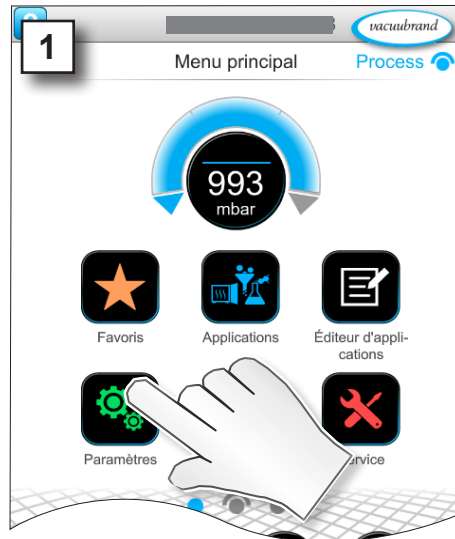 1
vacuubrand
Menu principal
Process
993
mbar
Favoris
Applications
Éditeur d'appli-
cations
Paramètres